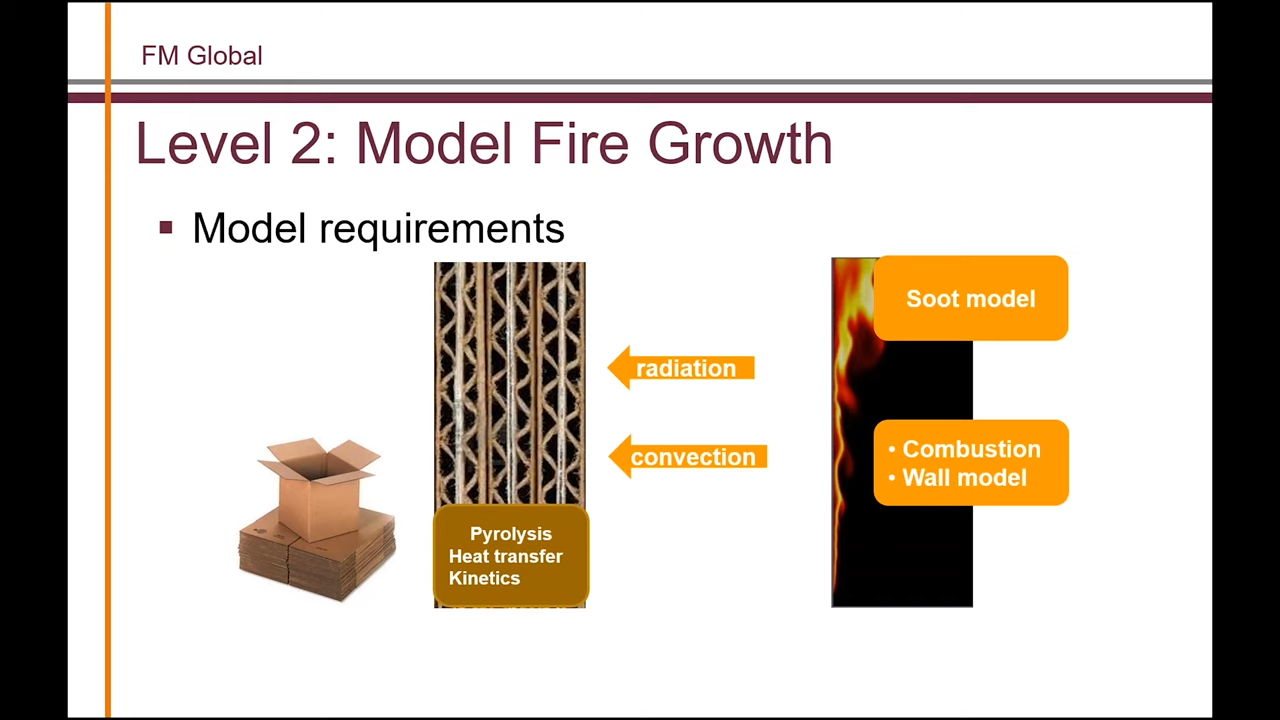 FM Global
Level 2: Model Fire Growth
▪ Model requirements
Soot model
radiation
convection
• Combustion
• Wall model
Pyrolysis
Heat transfer
Kinetics